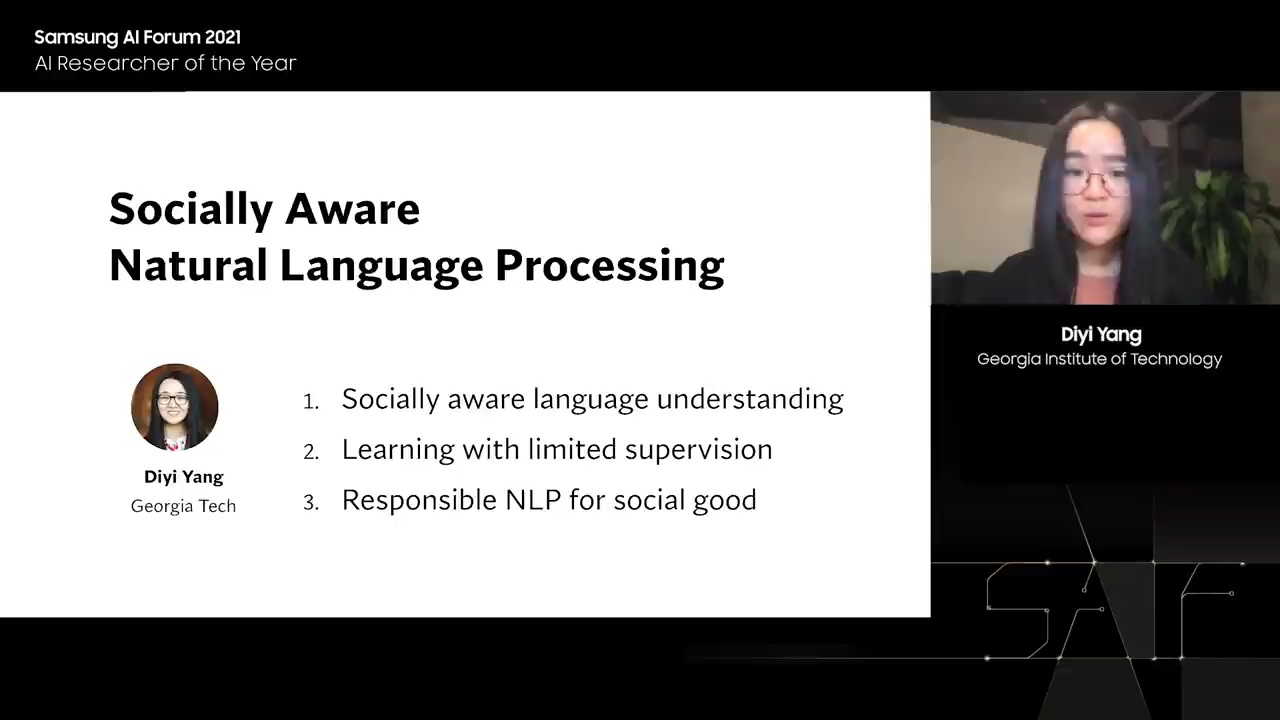 Samsung AI Forum 2021
AI Researcher of the Year
Socially Aware
Natural Language Processing
Diyi Yang
Georgia Tech
1. Socially aware language understanding
2. Learning with limited supervision
3. Responsible NLP for social good
Diyi Yang
Georgia Institute of Technology
SAIF